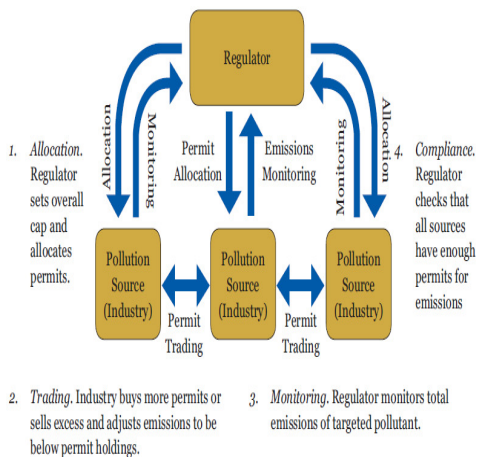 Regulator
Allocation
Monitoring
Permit
Allocation
Emissions
Monitoring
Monitoring
Allocation
1. Allocation.
Regulator
sets overall
cap and
allocates
permits.
4. Compliance.
Regulator
checks that
all sources
have enough
permits for
emissions
Pollution
Source
(Industry)
Pollution
Source
(Industry)
Pollution
Source
(Industry)
Permit
Trading
Permit
Trading
2. Trading. Industry buys more permits or
sells excess and adjusts emissions to be
below permit holdings.
3. Monitoring. Regulator monitors total
emissions of targeted pollutant.